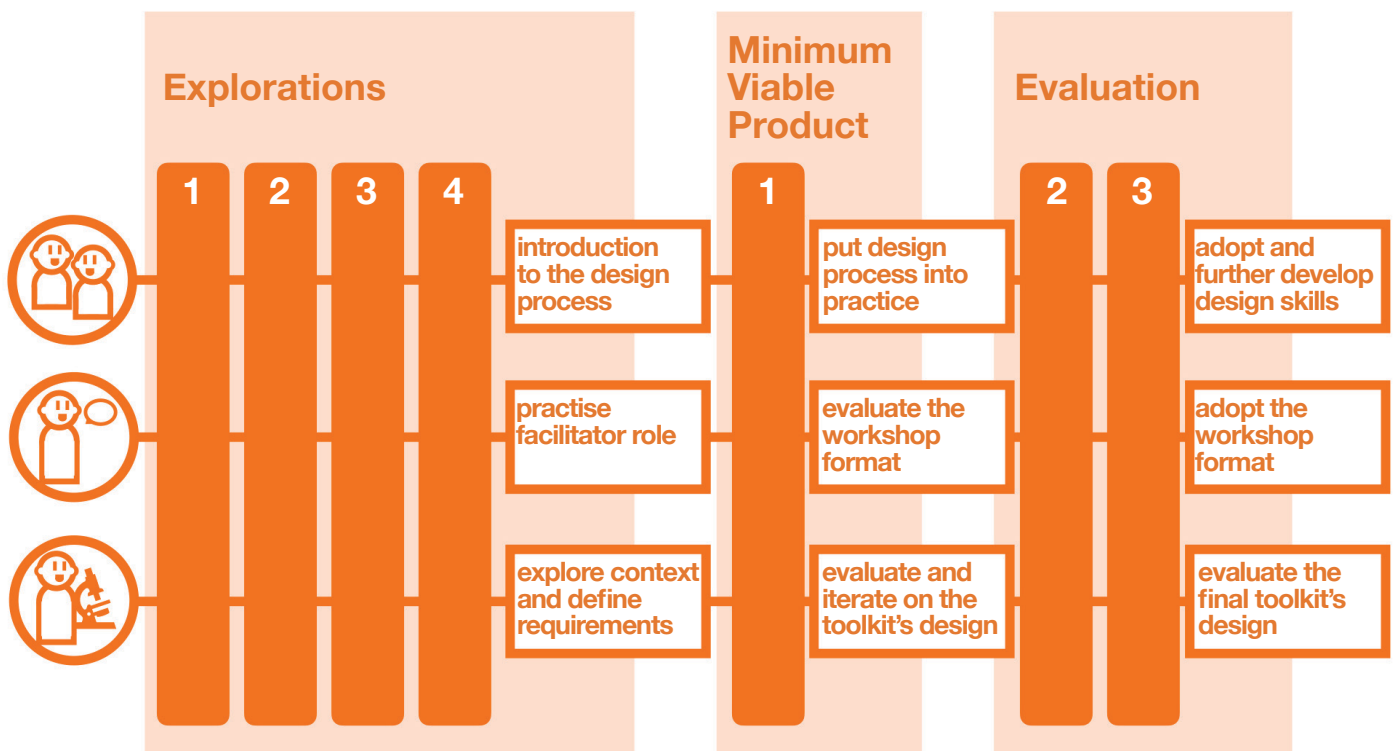 Explorations
Minimum
Viable
Product
Evaluation
1
2
3
4
1
2
3
introduction
to the design
process
put design
process into
practice
adopt and
further develop
design skills
practise
facilitator role
evaluate the
workshop
format
adopt the
workshop
format
explore context
and define
requirements
evaluate and
iterate on the
toolkit's design
evaluate the
final toolkit's
design